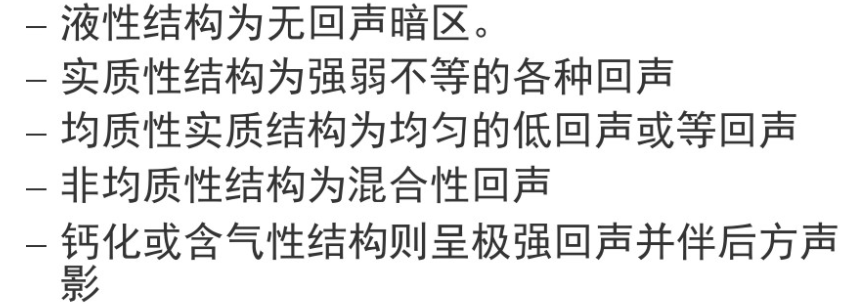 – 液性结构为无回声暗区。
– 实质性结构为强弱不等的各种回声
– 均质性实质结构为均匀的低回声或等回声
– 非均质性结构为混合性回声
– 钙化或含气性结构则呈极强回声并伴后方声
影